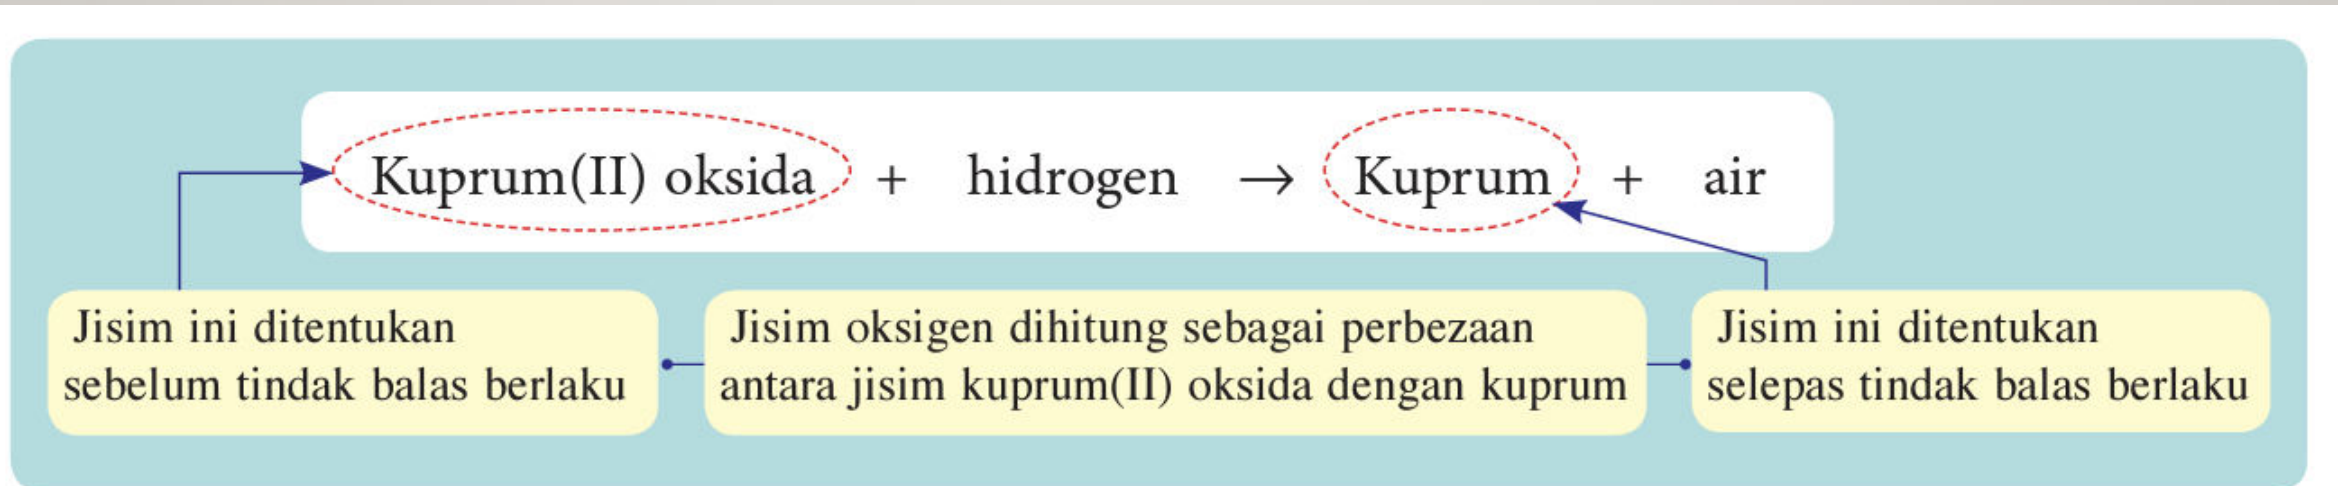 Kuprum(II) oksida + hidrogen → Kuprum + air
Jisim ini ditentukan
sebelum tindak balas berlaku
Jisim oksigen dihitung sebagai perbezaan
antara jisim kuprum(II) oksida dengan kuprum
Jisim ini ditentukan
selepas tindak balas berlaku